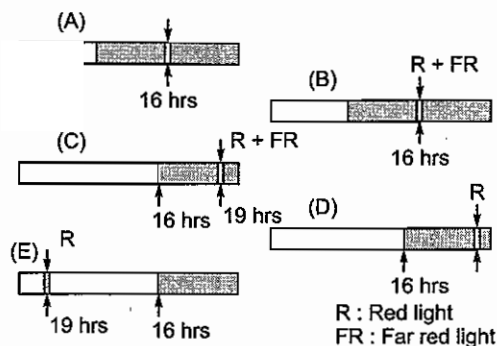 (A)
16 hrs
R + FR
(B)
16 hrs
(C)
R + FR
16 hrs
19 hrs
R
(D)
16 hrs
(E)
R
19 hrs
16 hrs
R : Red light
FR : Far red light